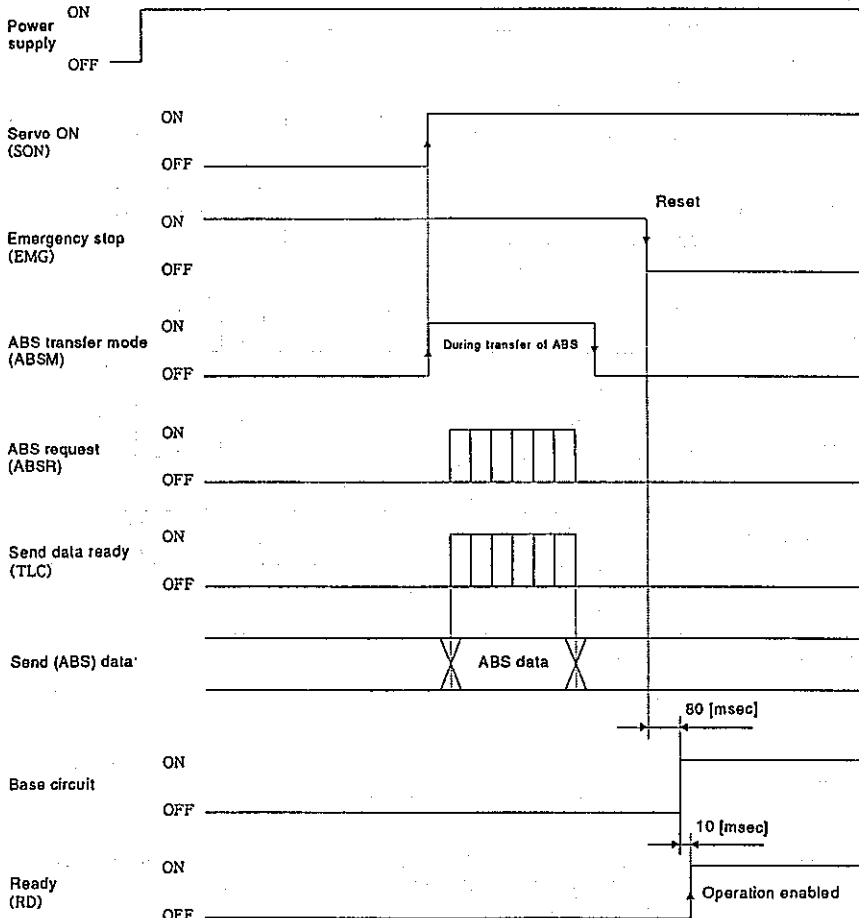 Power supply
ON
OFF
Servo ON (SON)
ON
OFF
Reset
Emergency stop (EMG)
ON
OFF
ABS transfer mode (ABSM)
ON
During transfer of ABS
OFF
ABS request (ABSR)
ON
OFF
Send data ready (TLC)
ON
OFF
Send (ABS) data
ABS data
80 [msec]
Base circuit
ON
OFF
10 [msec]
Ready (RD)
ON
Operation enabled
OFF